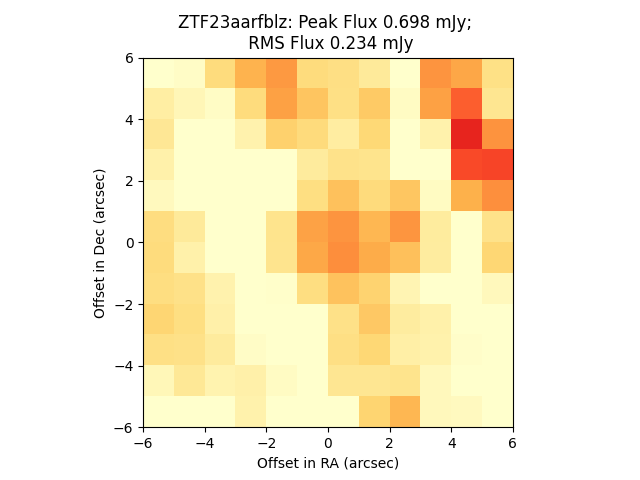 ZTF23aarfblz: Peak Flux 0.698 mJy;
RMS Flux 0.234 mJy
6
4
2
0
−2
−4
−6
Offset in Dec (arcsec)
−6 −4 −2 0 2 4 6
Offset in RA (arcsec)